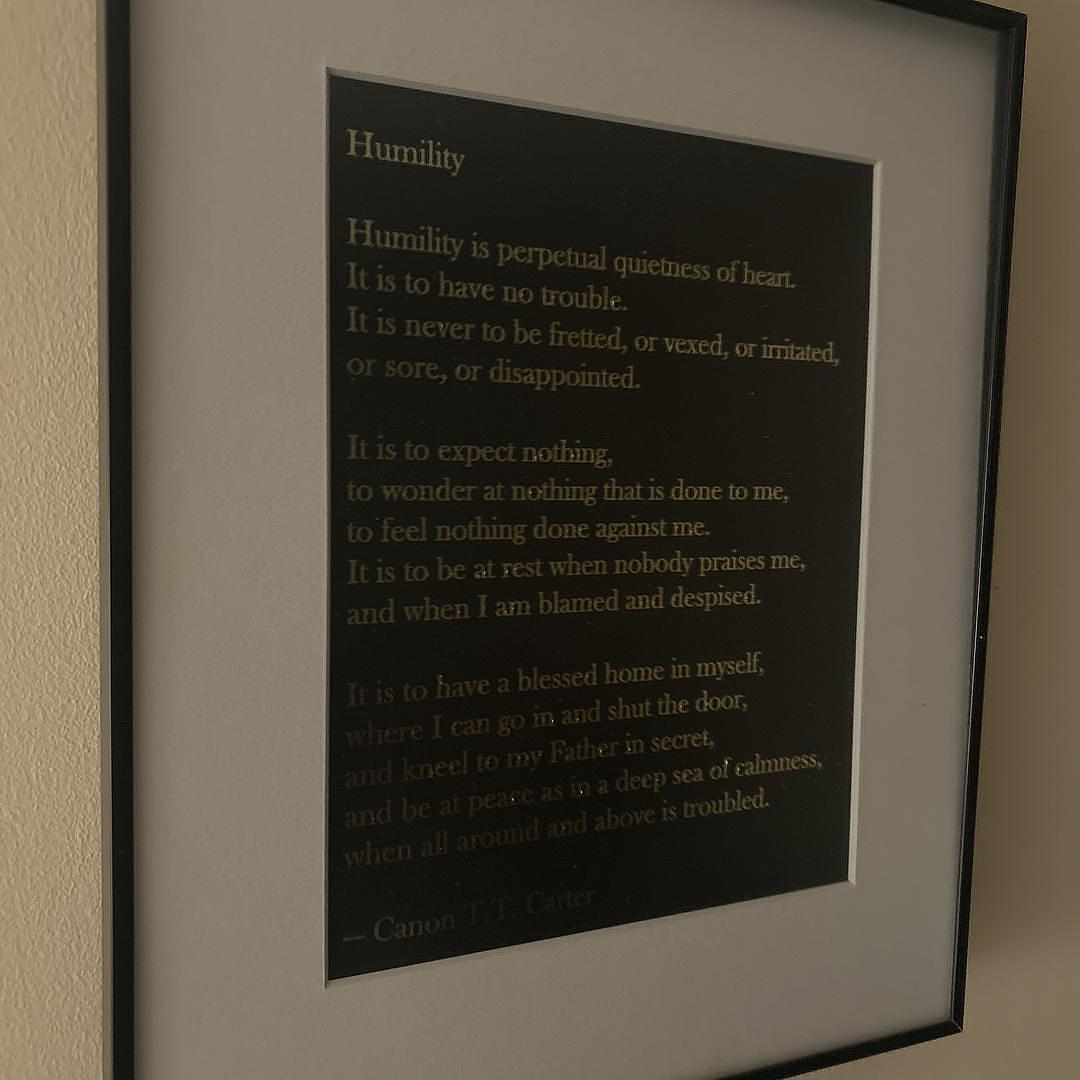 Humility
Humility is perpetual quietness of heart.
It is to have no trouble.
It is never to be fretted, or vexed, or irritated,
or sore, or disappointed.
It is to expect nothing,
to wonder at nothing that is done to me,
to feel nothing done against me.
It is to be at rest when nobody praises me,
and when I am blamed and despised.
It is to have a blessed home in myself,
where I can go in and shut the door,
and kneel to my Father in secret,
and be at peace as in a deep sea of calmness,
when all around and above is troubled.
— Canon T.T. Carter